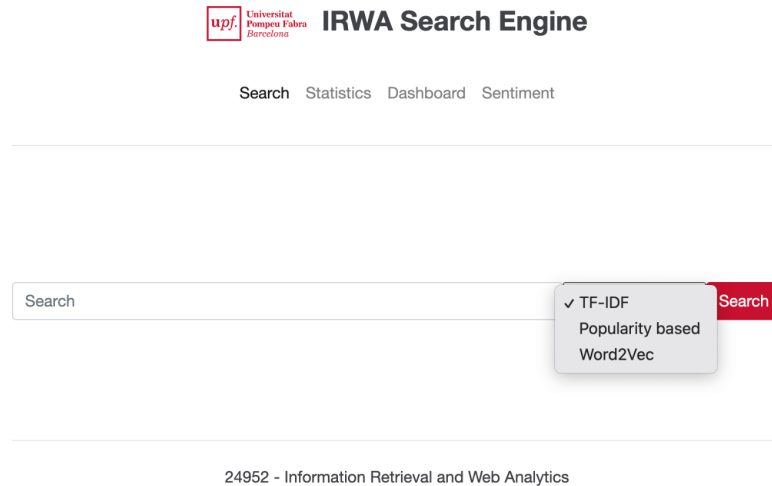 upf. Universitat
Pompeu Fabra
Barcelona
IRWA Search Engine
Search Statistics Dashboard Sentiment
Search
✓ TF-IDF
Popularity based
Word2Vec
Search
24952 - Information Retrieval and Web Analytics